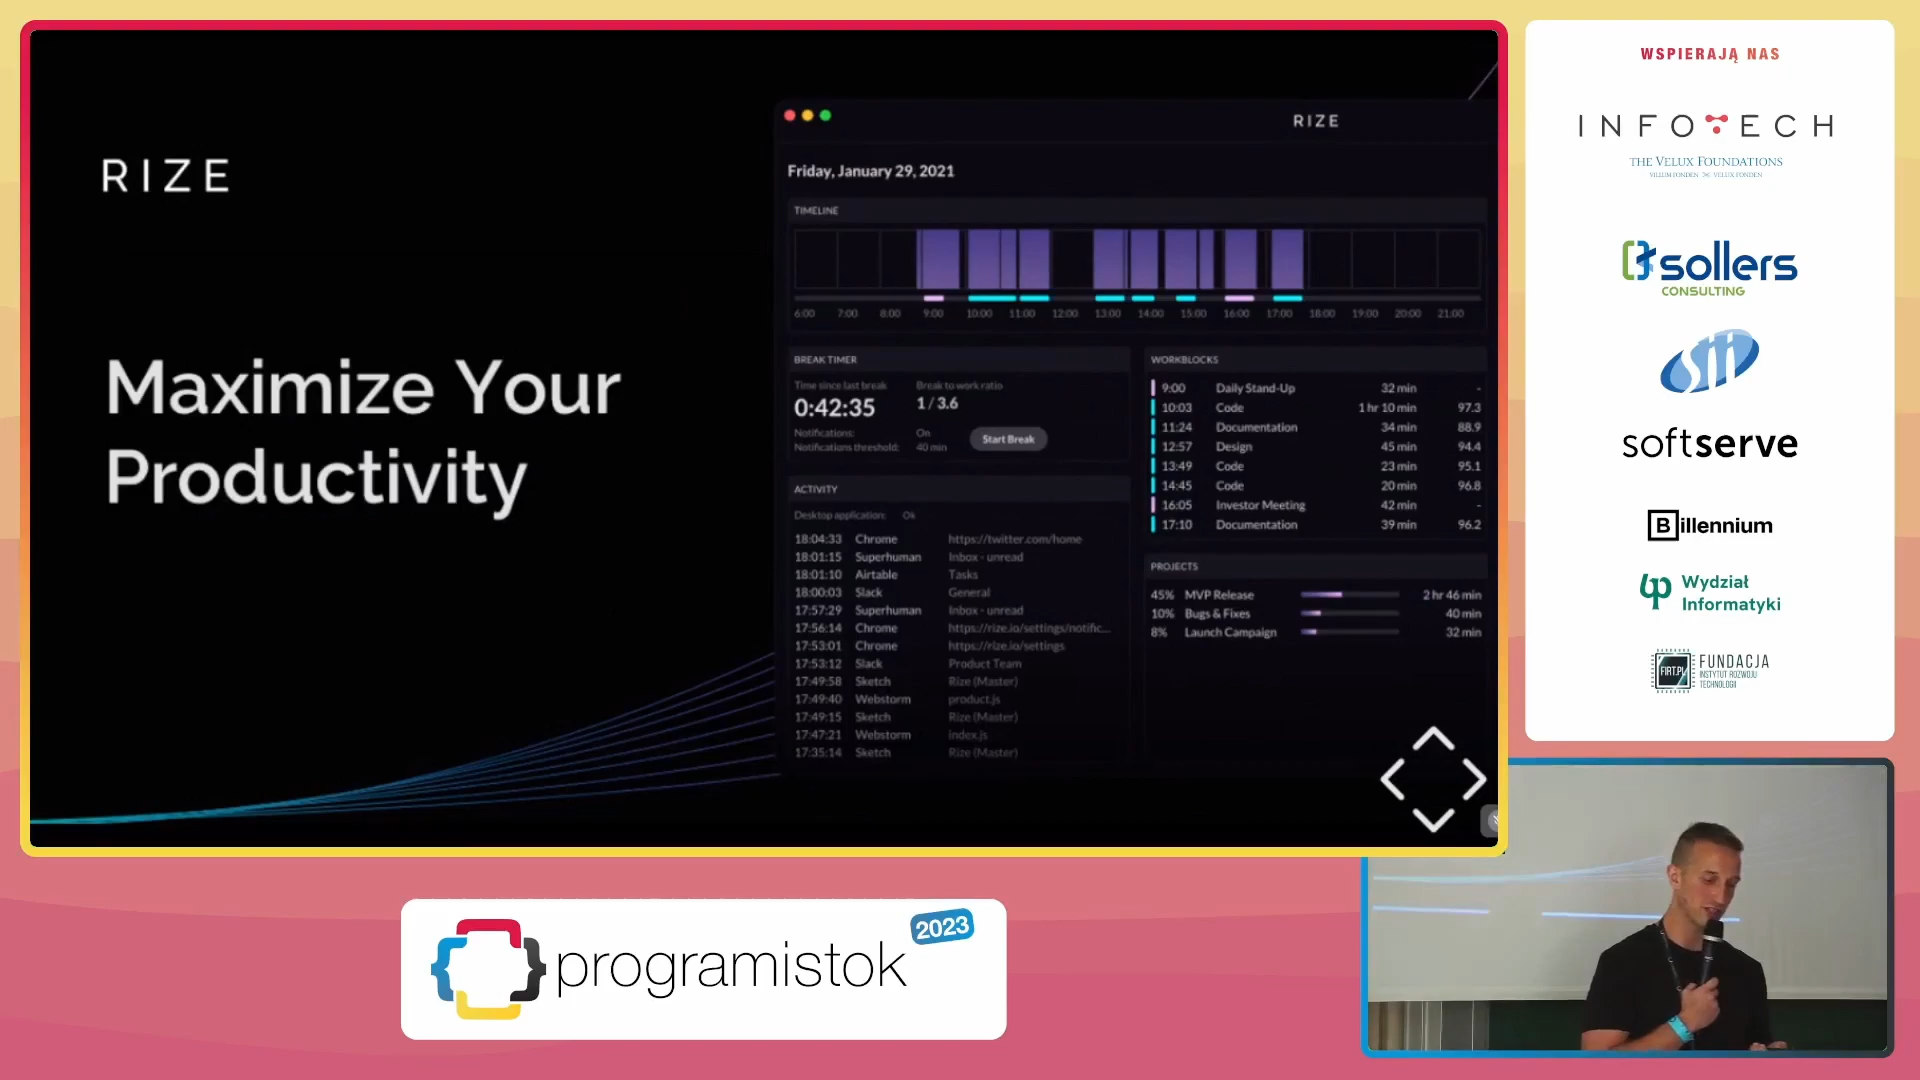 RIZE
Maximize Your
Productivity
RIZE
Friday, January 29, 2021
TIMELINE
6:00 7:00 8:00 9:00 10:00 11:00 12:00 13:00 14:00 15:00 16:00 17:00 18:00 19:00 20:00 21:00
BREAK TIMER
Time since last break Break to work ratio
0:42:35 1 / 3.6
Notifications: On
Notifications threshold: 40 min
Start Break
ACTIVITY
Desktop application: Ok
18:04:33 Chrome https://twitter.com/home
18:01:15 Superhuman Inbox - unread
18:01:10 Airtable Tasks
18:00:03 Slack General
17:57:29 Superhuman Inbox - unread
17:56:14 Chrome https://rize.io/settings/notific...
17:53:01 Chrome https://rize.io/settings
17:53:12 Slack Product Team
17:49:58 Sketch Rize (Master)
17:49:40 Webstorm product.js
17:49:15 Sketch Rize (Master)
17:47:21 Webstorm index.js
17:35:14 Sketch Rize (Master)
WORKBLOCKS
9:00 Daily Stand-Up 32 min -
10:03 Code 1 hr 10 min 97.3
11:24 Documentation 34 min 88.9
12:57 Design 45 min 94.4
13:49 Code 23 min 95.1
14:45 Code 20 min 96.8
16:05 Investor Meeting 42 min -
17:10 Documentation 39 min 96.2
PROJECTS
45% MVP Release 2 hr 46 min
10% Bugs & Fixes 40 min
8% Launch Campaign 32 min
WSPIERAJĄ NAS
INFOTECH
THE VELUX FOUNDATIONS
VILLUM FONDEN VELUX FONDEN
sollers
CONSULTING
softserve
Billennium
Wydział
Informatyki
FIRT.PL
FUNDACJA
INSTYTUT ROZWOJU
TECHNOLOGII
programistok
2023